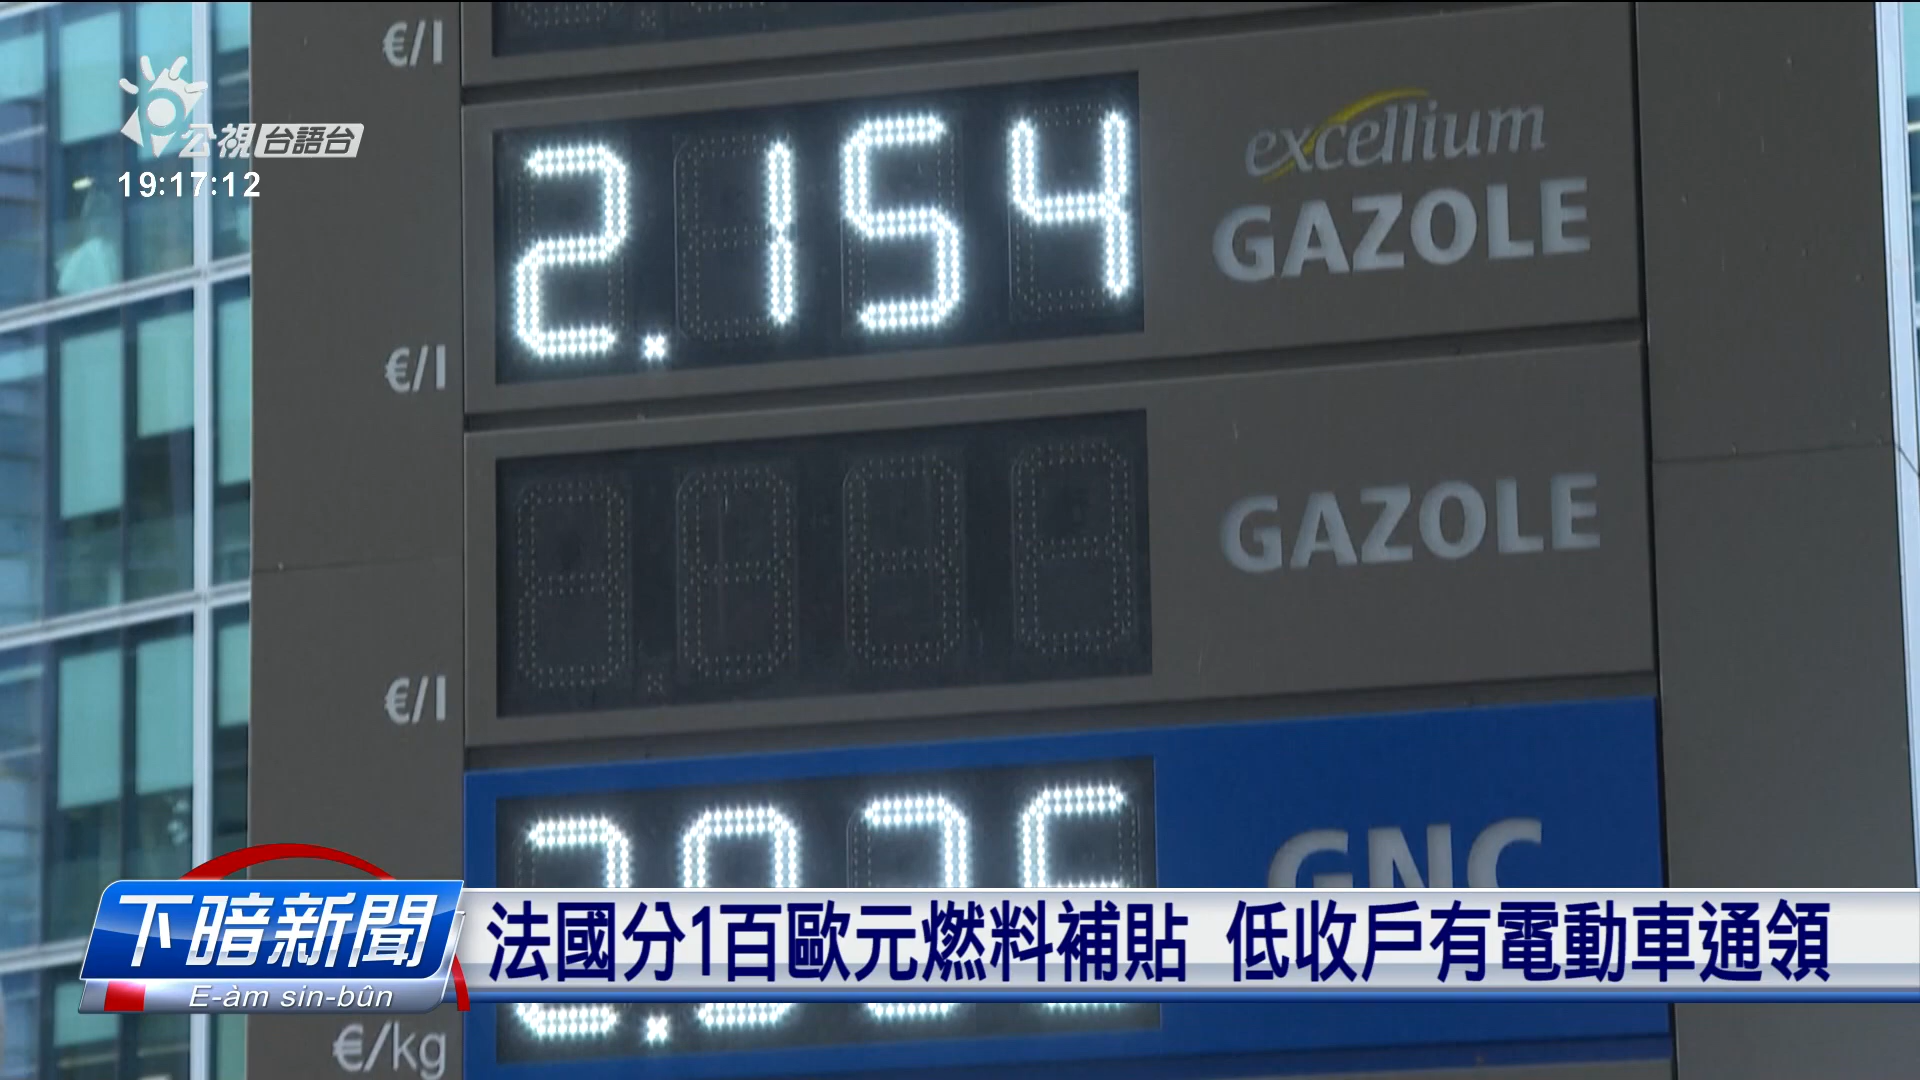 €/l
公視台語台
19:17:12
2.154
excellium
GAZOLE
€/l
GAZOLE
€/l
GNC
下暗新聞
E-àm sin-bûn
法國分1百歐元燃料補貼 低收戶有電動車通領
€/kg